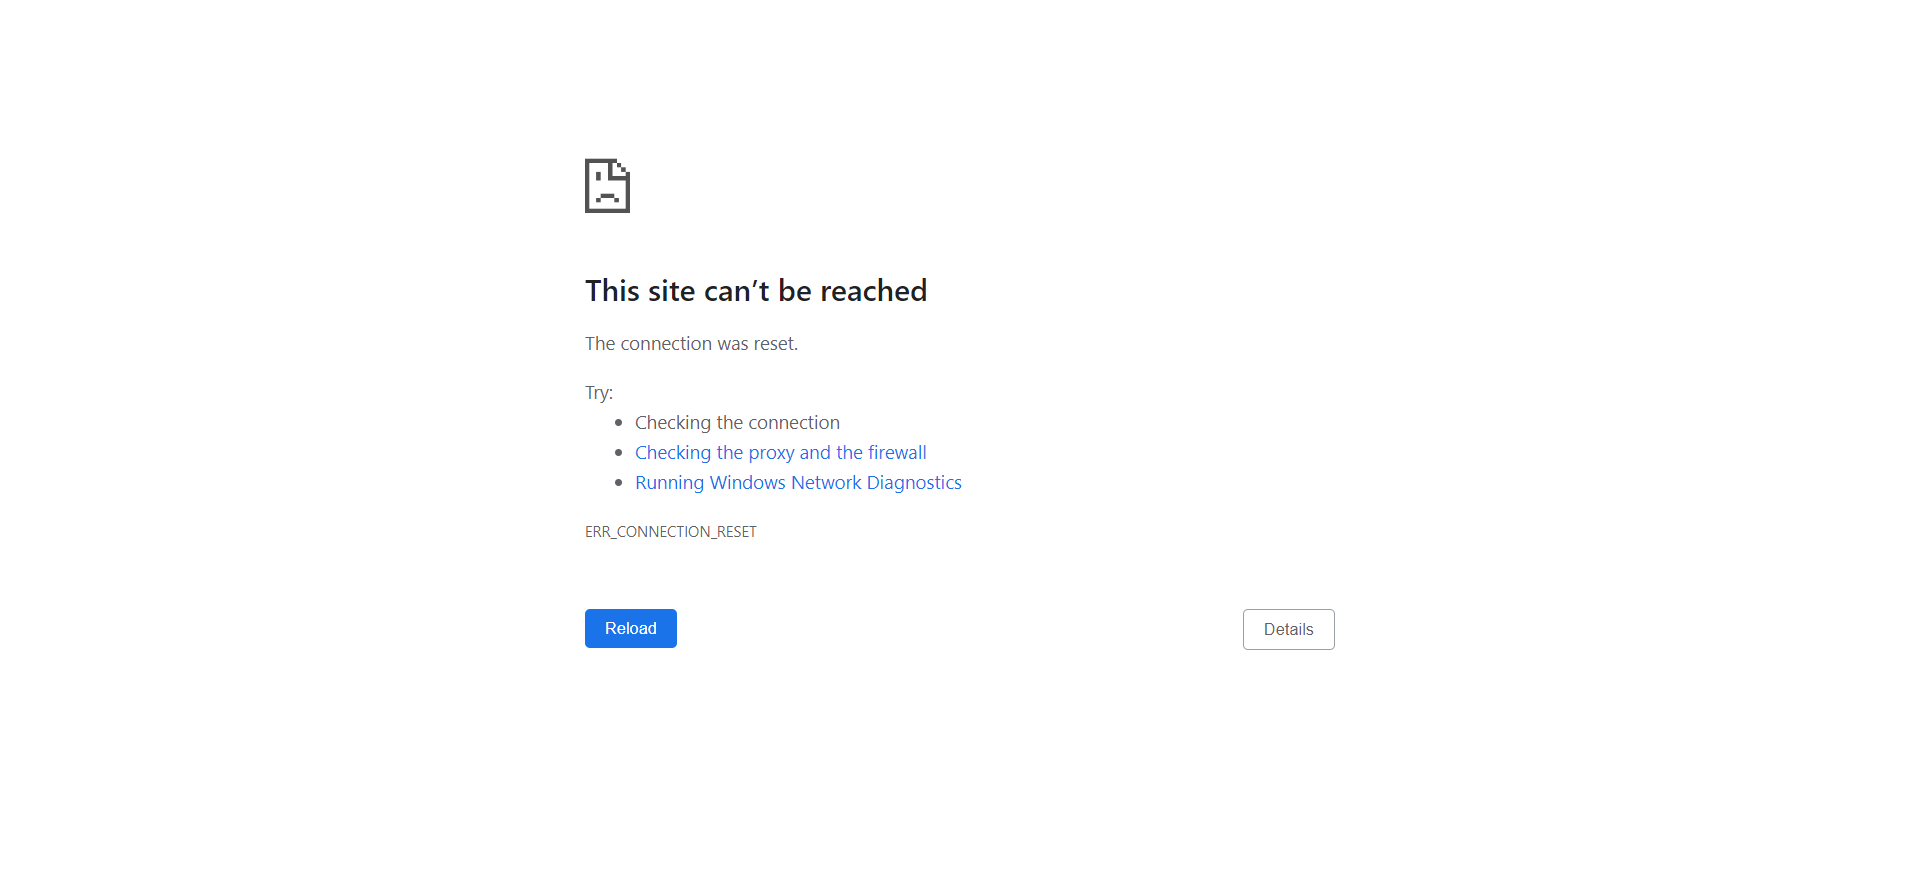 This site can’t be reached
The connection was reset.
Try:
Checking the connection
Checking the proxy and the firewall
Running Windows Network Diagnostics
ERR_CONNECTION_RESET
Reload
Details